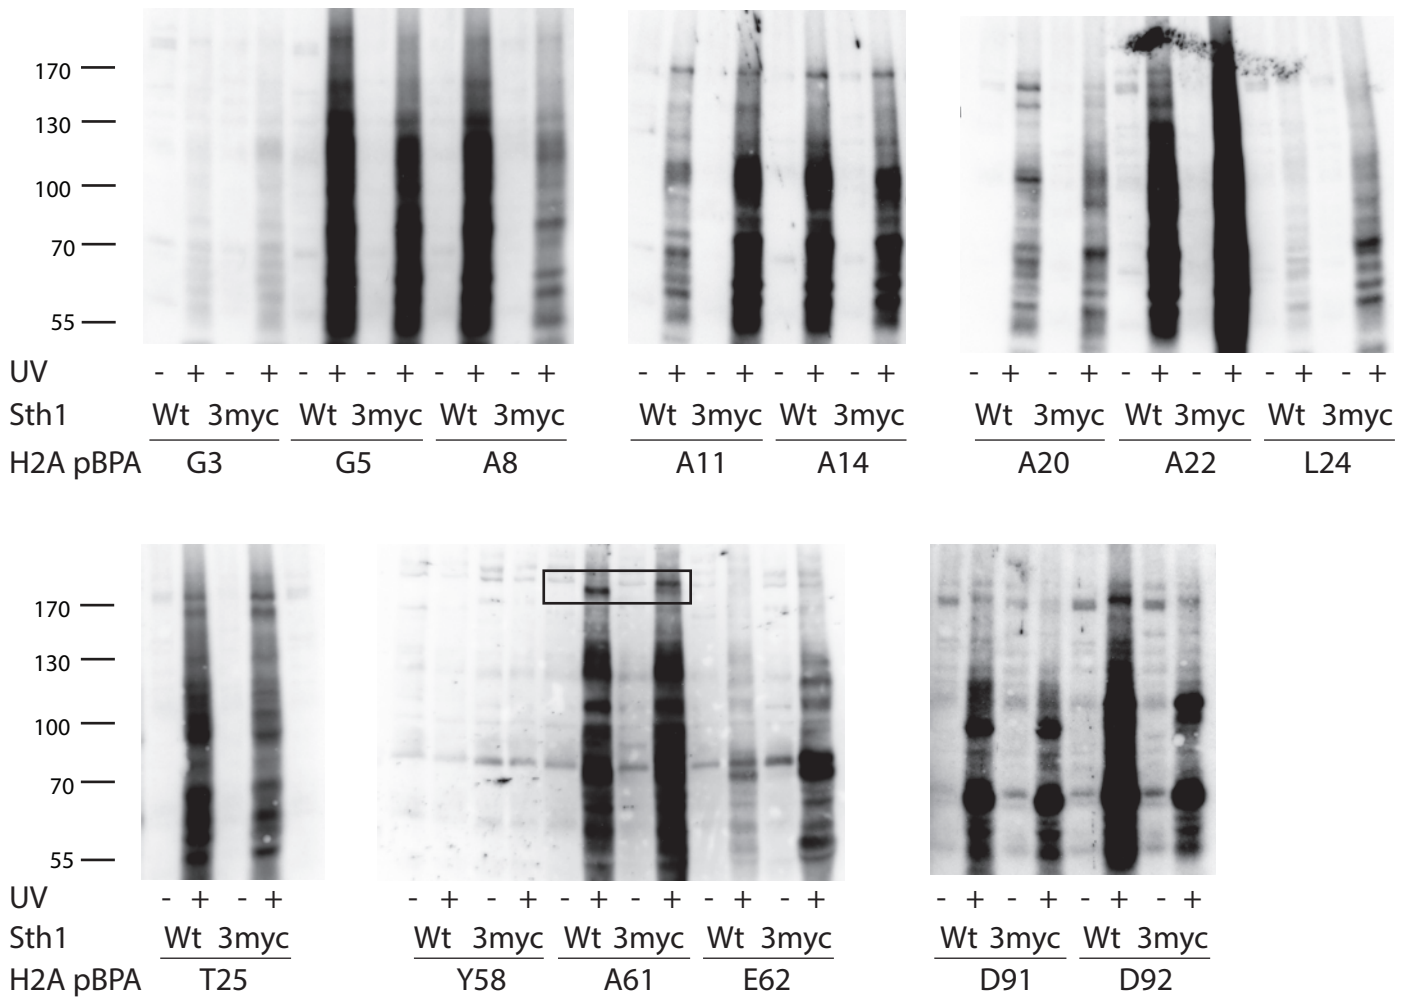 170
130
100
70
55
UV - + - + - + - + - + - + - + - + - + - + - + - + - + - + - + - +
Sth1 Wt 3myc Wt 3myc Wt 3myc Wt 3myc Wt 3myc Wt 3myc Wt 3myc Wt 3myc
H2A pBPA G3 G5 A8 A11 A14 A20 A22 L24
170
130
100
70
55
UV - + - + - + - + - + - + - + - + - + - + - + - +
Sth1 Wt 3myc Wt 3myc Wt 3myc Wt 3myc Wt 3myc Wt 3myc
H2A pBPA T25 Y58 A61 E62 D91 D92